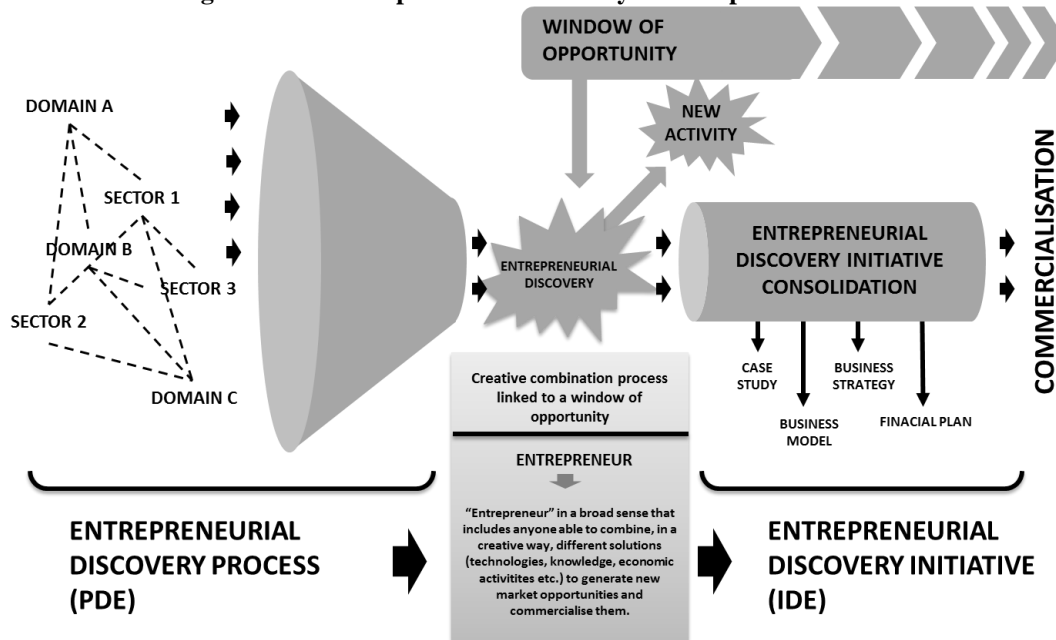 WINDOW OF
OPPORTUNITY
NEW
ACTIVITY
DOMAIN A
SECTOR 1
DOMAIN B
SECTOR 3
SECTOR 2
DOMAIN C
ENTREPRENEURIAL
DISCOVERY
ENTREPRENEURIAL
DISCOVERY INITIATIVE
CONSOLIDATION
COMMERCIALISATION
CASE
STUDY
BUSINESS
MODEL
BUSINESS
STRATEGY
FINACIAL PLAN
Creative combination process
linked to a window of
opportunity
ENTREPRENEUR
“Entrepreneur” in a broad sense that
includes anyone able to combine, in a
creative way, different solutions
(technologies, knowledge, economic
activitites etc.) to generate new
market opportunities and
commercialise them.
ENTREPRENEURIAL
DISCOVERY PROCESS
(PDE)
ENTREPRENEURIAL
DISCOVERY INITIATIVE
(IDE)